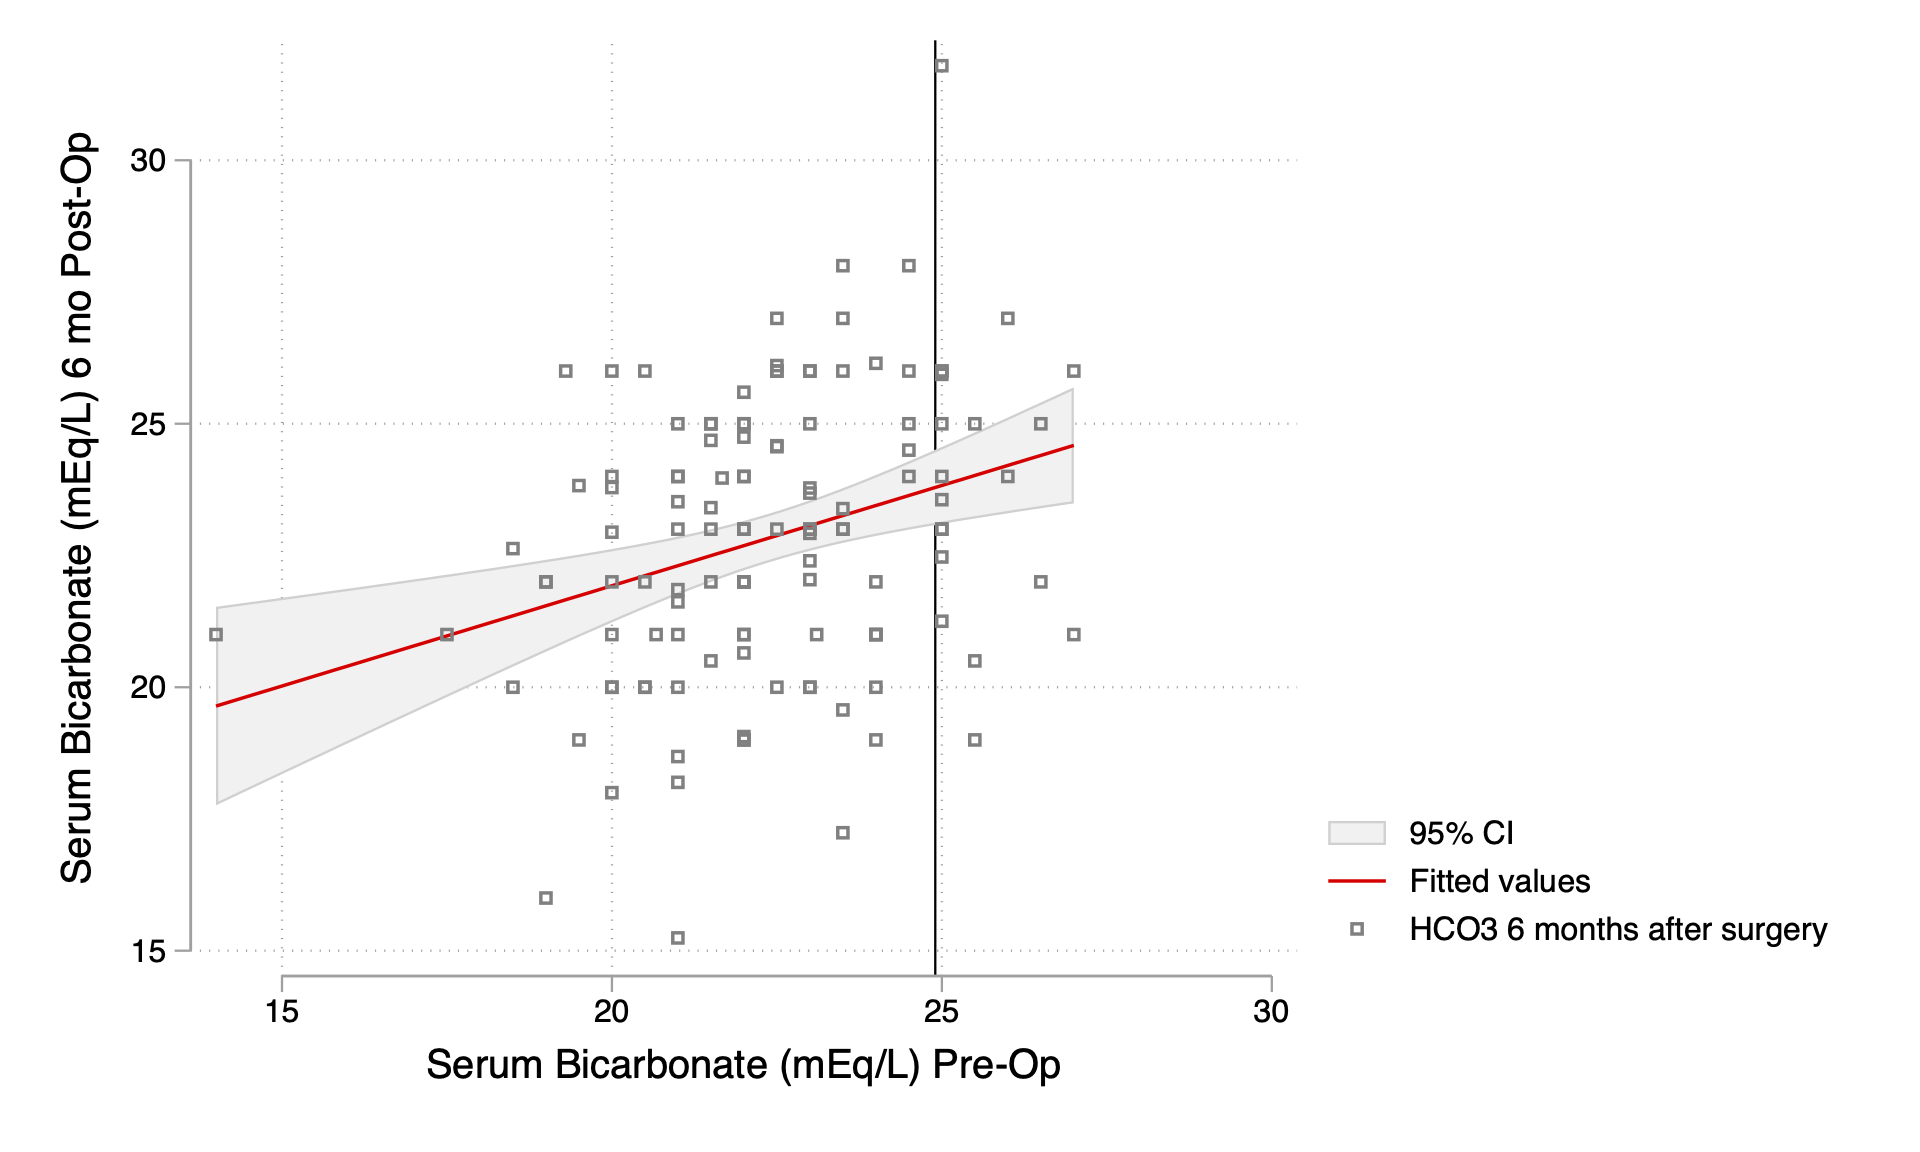 Serum Bicarbonate (mEq/L) 6 mo Post-Op
30
25
20
15
15 20 25 30
Serum Bicarbonate (mEq/L) Pre-Op
95% CI
Fitted values
HCO3 6 months after surgery